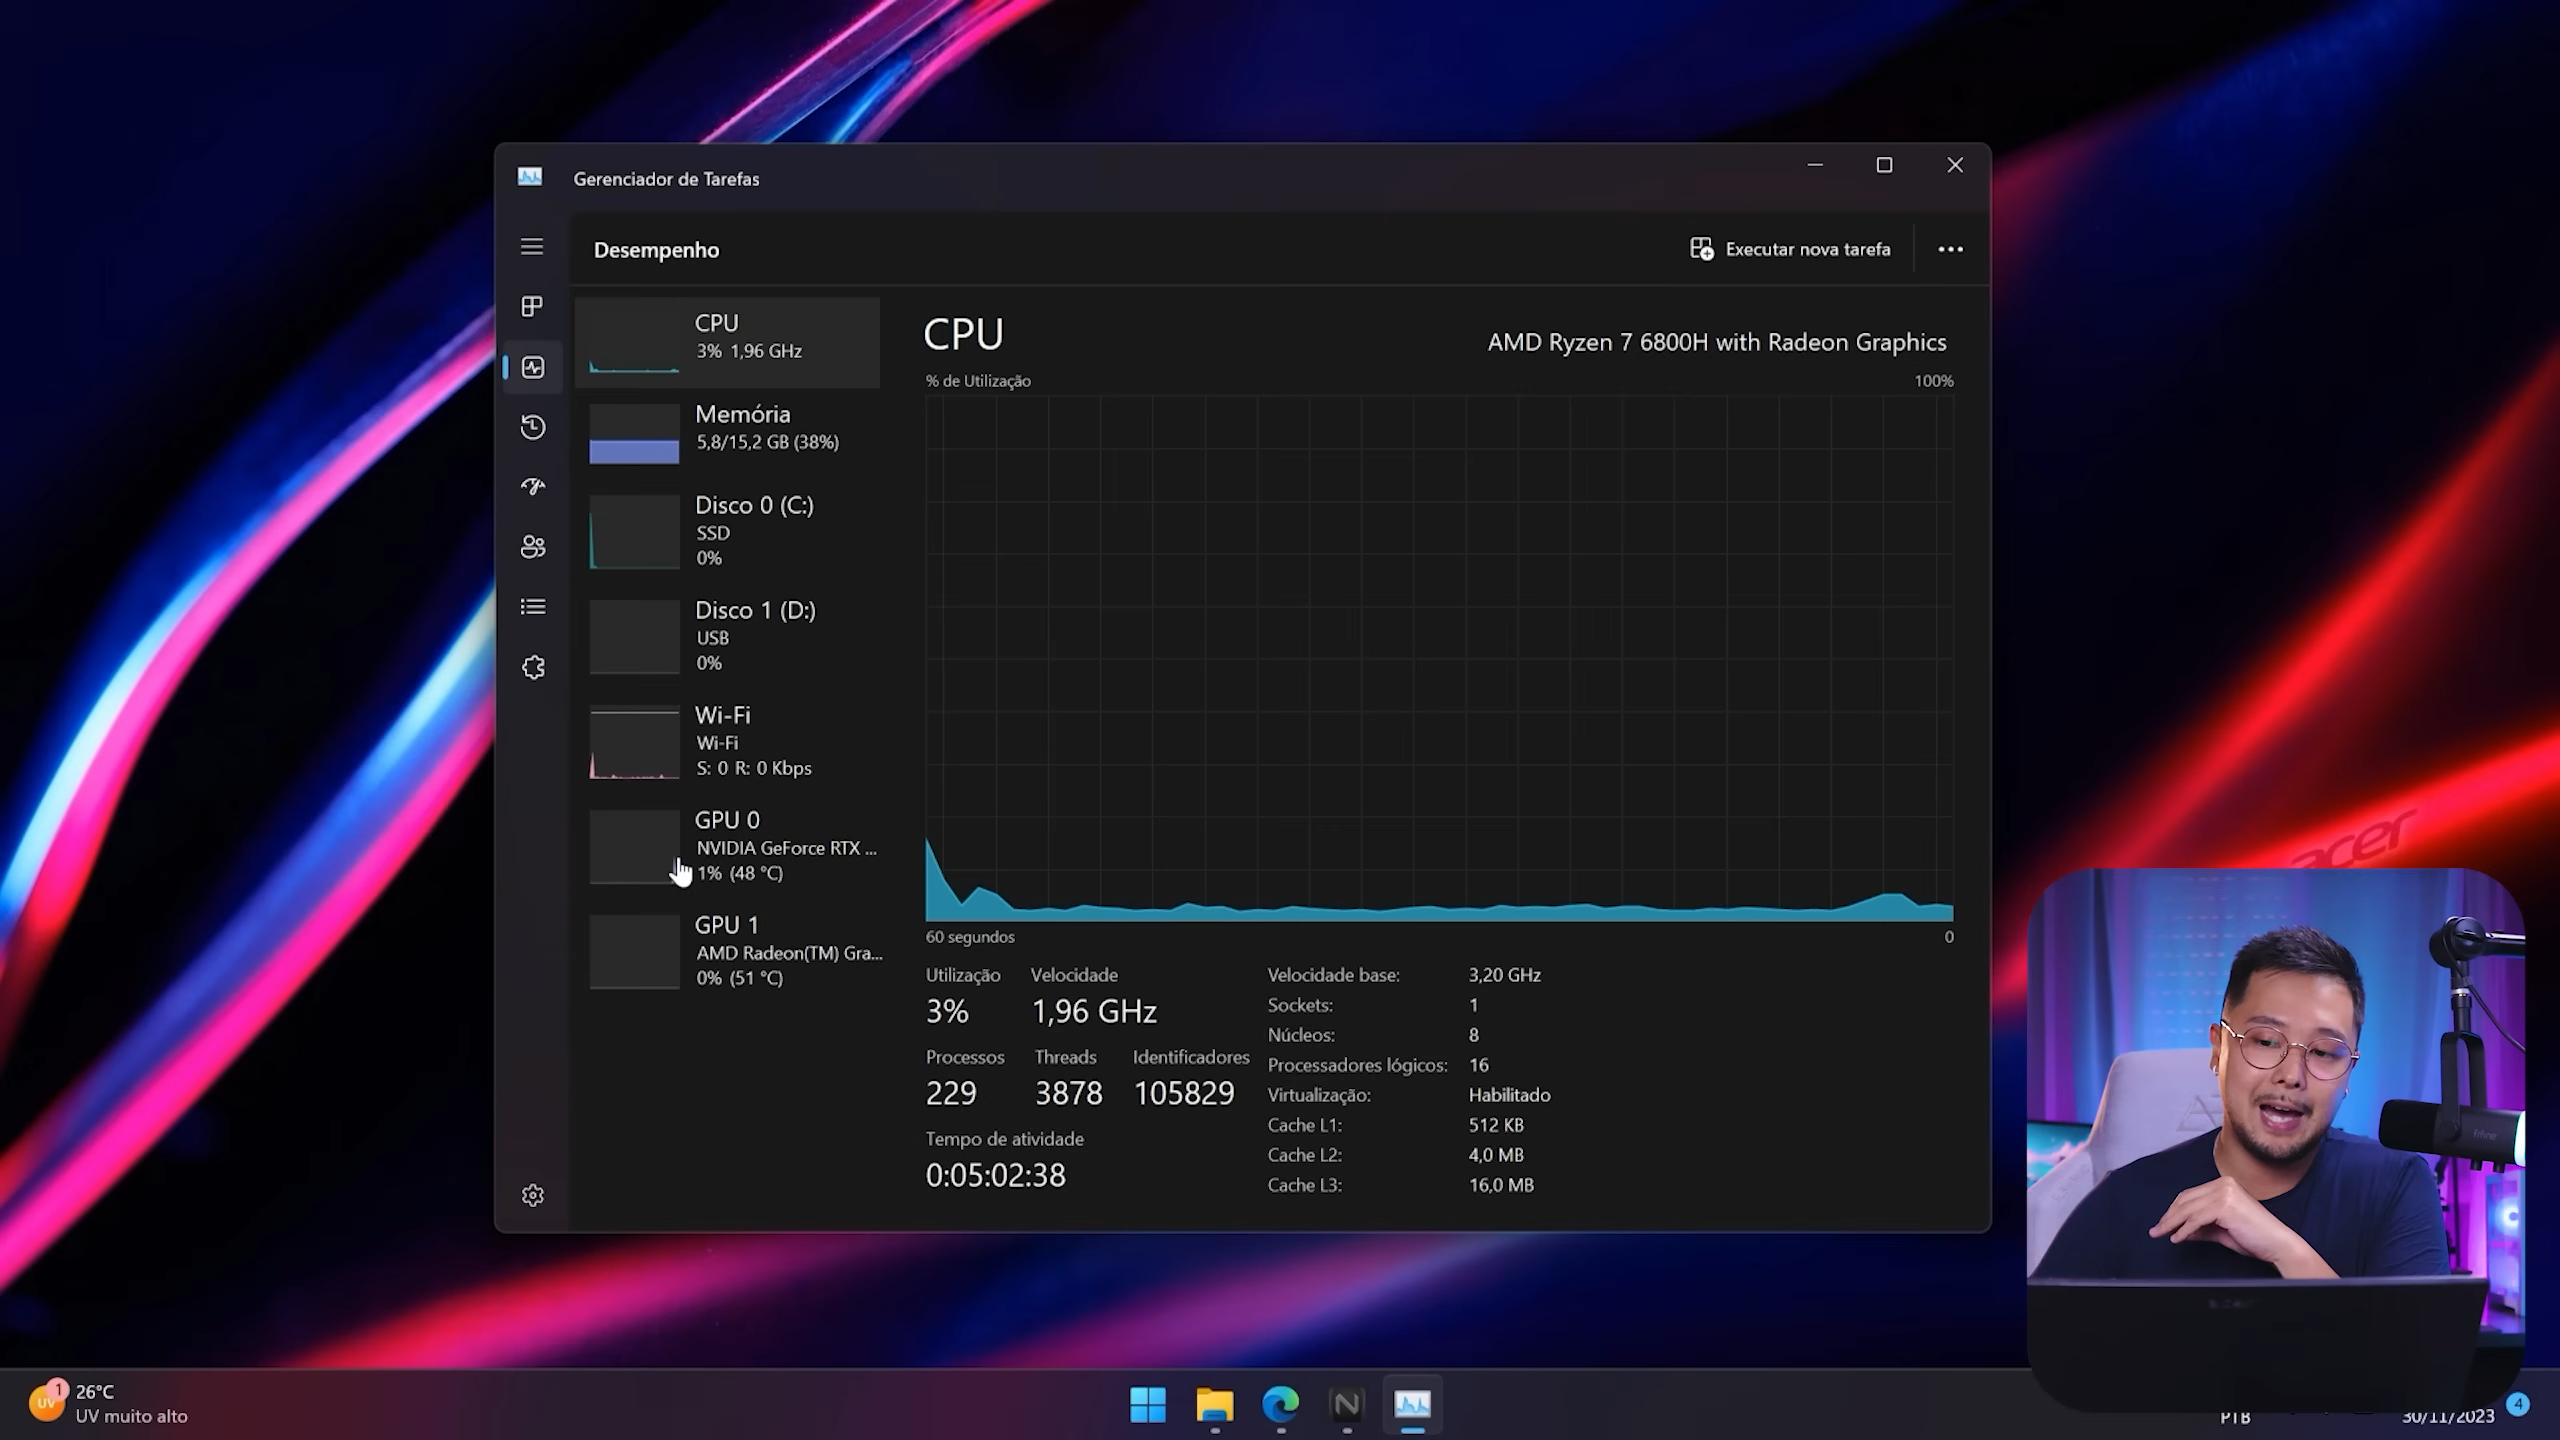 Gerenciador de Tarefas
Desempenho
Executar nova tarefa
CPU
3% 1,96 GHz
Memória
5,8/15,2 GB (38%)
Disco 0 (C:)
SSD
0%
Disco 1 (D:)
USB
0%
Wi-Fi
Wi-Fi
S: 0 R: 0 Kbps
GPU 0
NVIDIA GeForce RTX ...
1% (48 °C)
GPU 1
AMD Radeon(TM) Gra...
0% (51 °C)
CPU
AMD Ryzen 7 6800H with Radeon Graphics
% de Utilização
100%
60 segundos
0
Utilização
Velocidade
3%
1,96 GHz
Processos
Threads
Identificadores
229
3878
105829
Tempo de atividade
0:05:02:38
Velocidade base: 3,20 GHz
Sockets: 1
Núcleos: 8
Processadores lógicos: 16
Virtualização: Habilitado
Cache L1: 512 KB
Cache L2: 4,0 MB
Cache L3: 16,0 MB
acer
UV
1
26°C
UV muito alto
PTB
30/11/2023
4